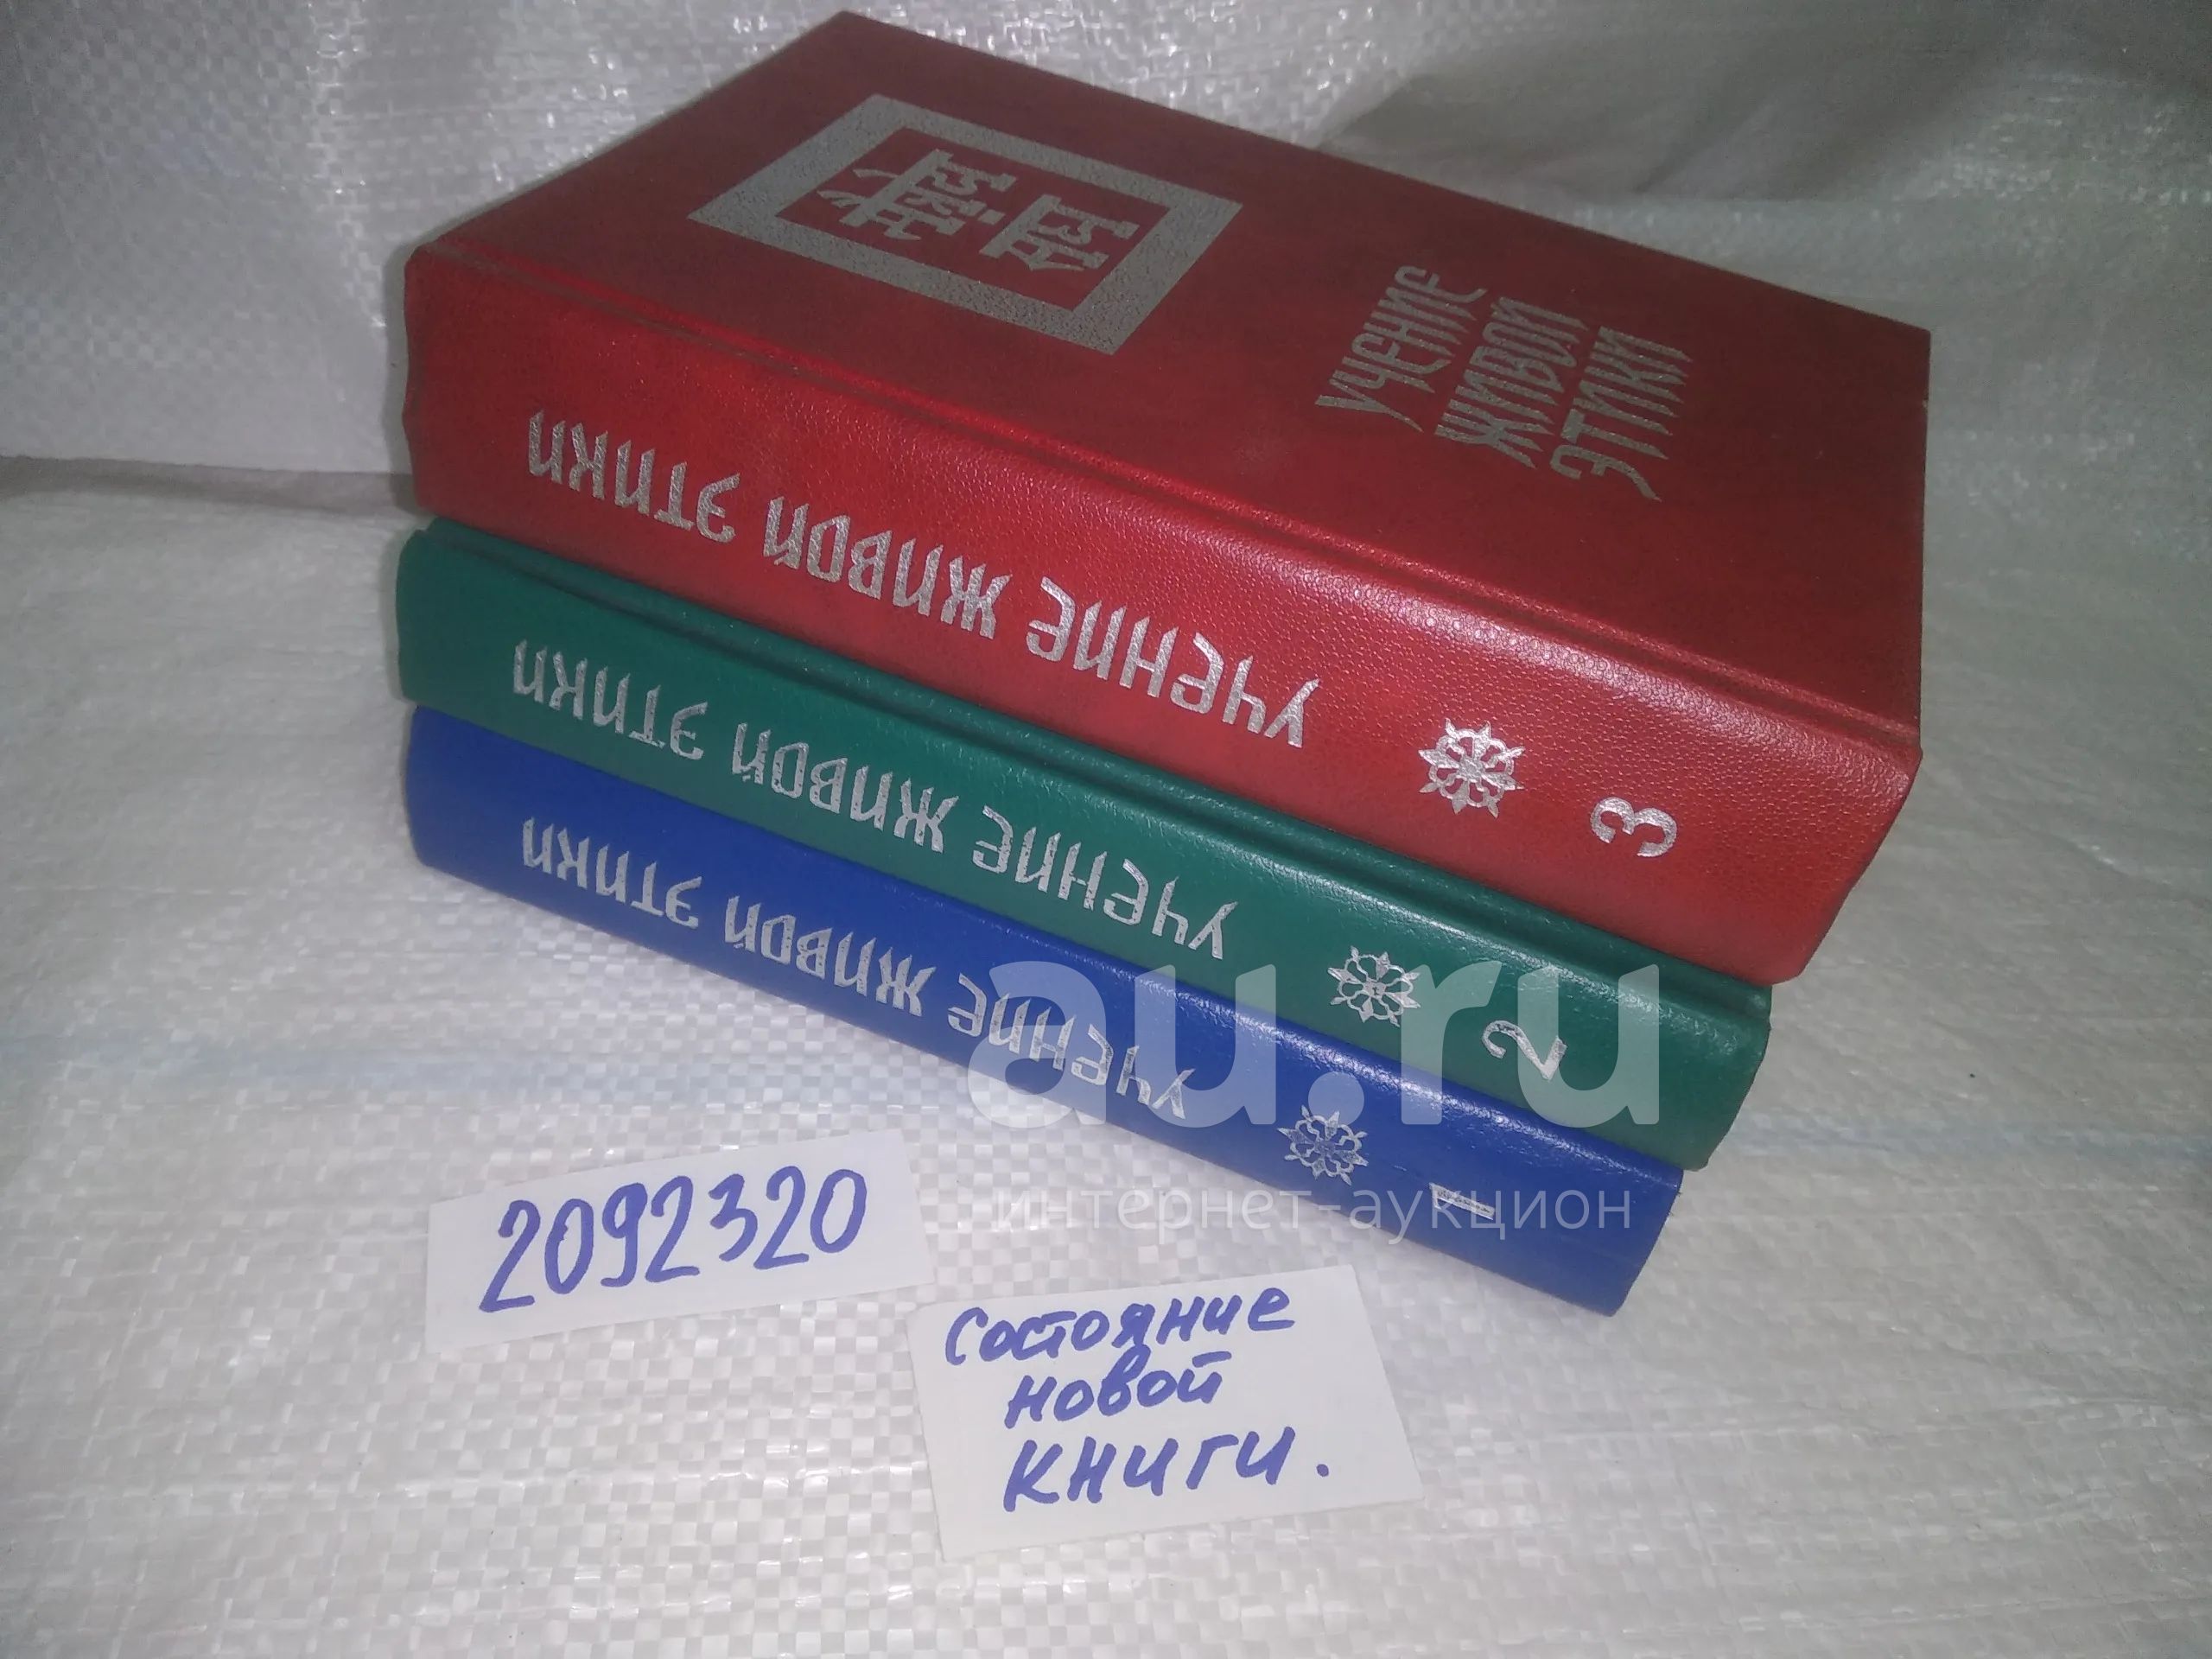 УЧЕНИЕ
ЖИВОЙ
ЭТИКИ
3 УЧЕНИЕ ЖИВОЙ ЭТИКИ
2 УЧЕНИЕ ЖИВОЙ ЭТИКИ
1 УЧЕНИЕ ЖИВОЙ ЭТИКИ
au.ru
интернет-аукцион
2092320
Состояние
новой
книги.